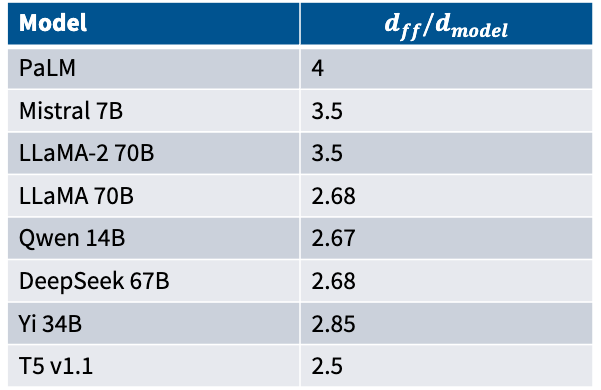 Model d_ff/d_model
PaLM 4
Mistral 7B 3.5
LLaMA-2 70B 3.5
LLaMA 70B 2.68
Qwen 14B 2.67
DeepSeek 67B 2.68
Yi 34B 2.85
T5 v1.1 2.5